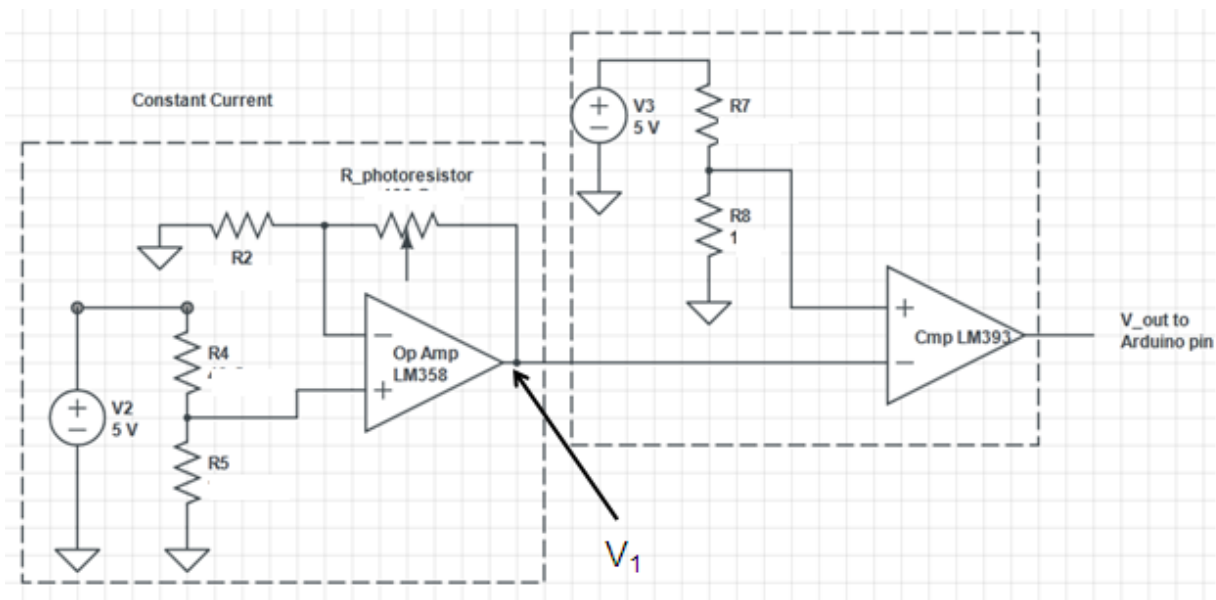 Constant Current
V3
5 V
R7
R_photoresistor
R8
1
R2
+
−
R4
Op Amp
LM358
Cmp LM393
V_out to
Arduino pin
V2
5 V
R5
V₁